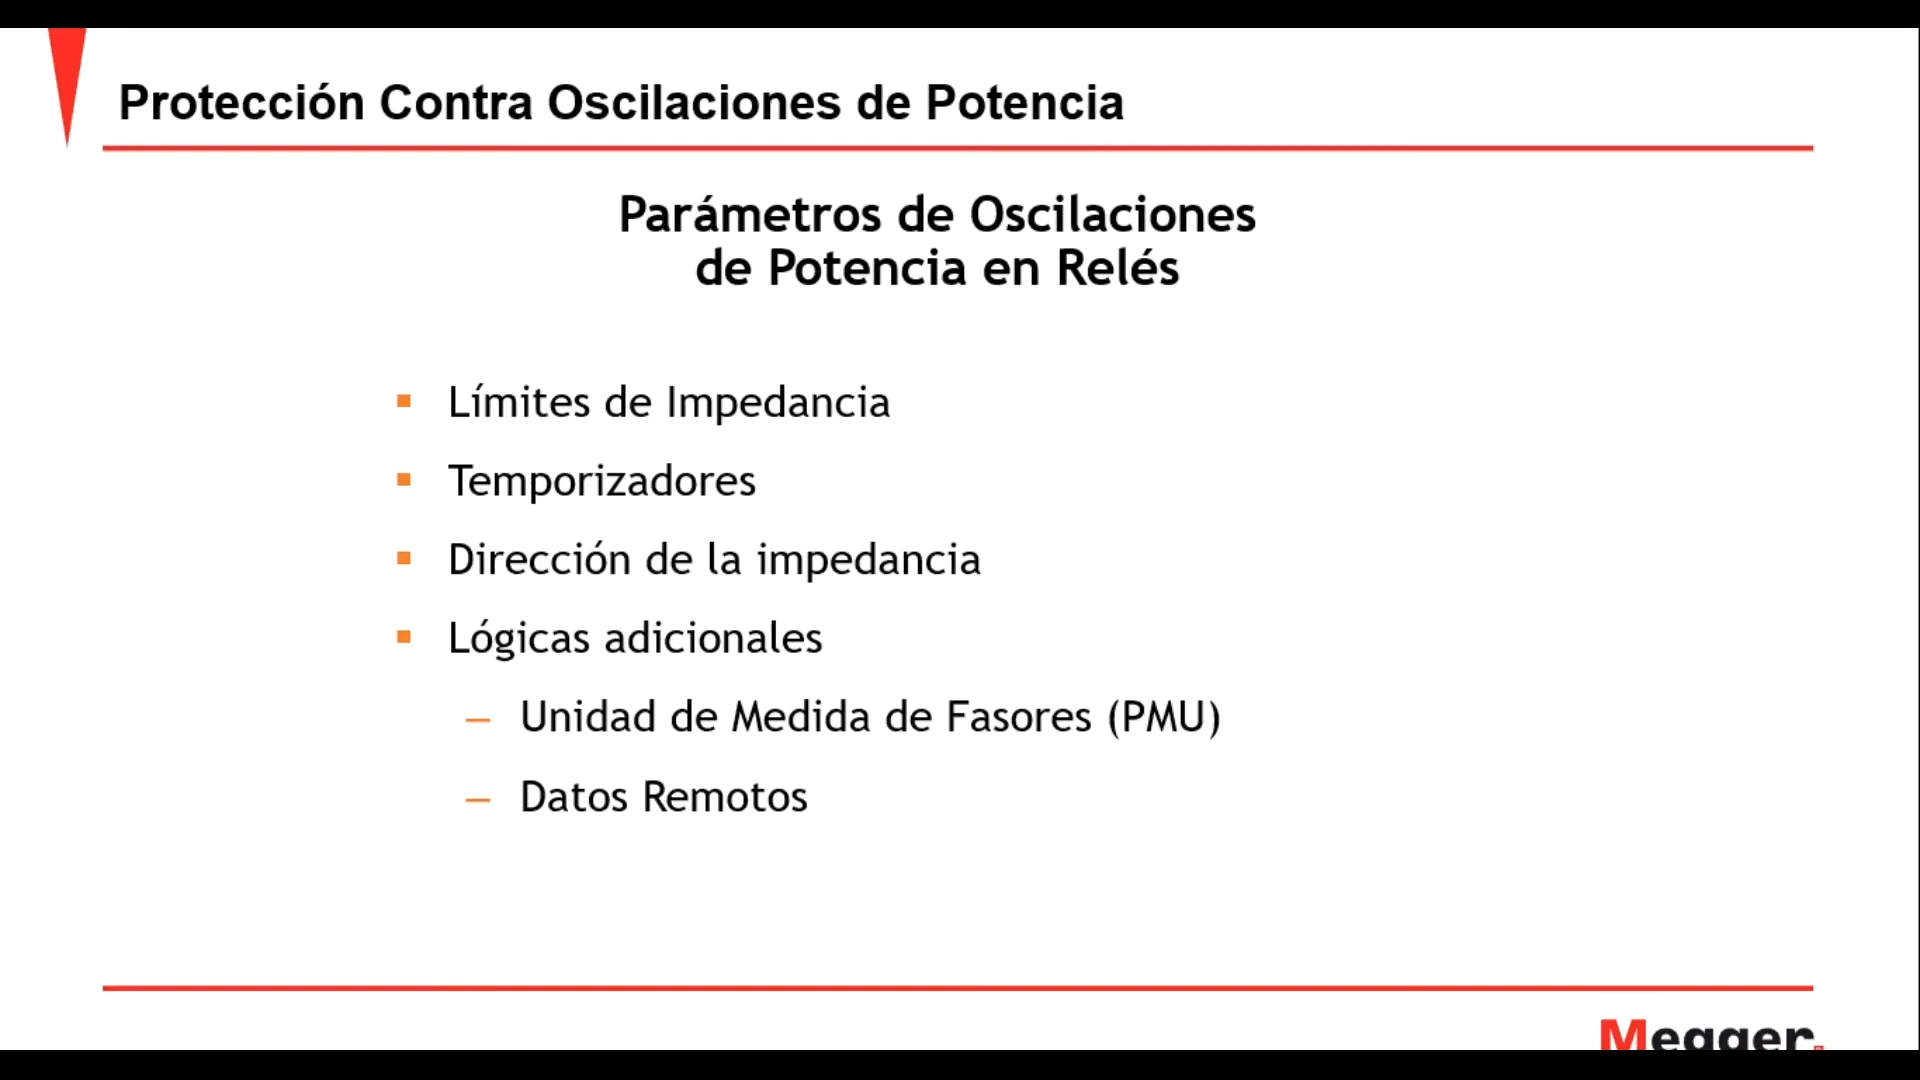 Protección Contra Oscilaciones de Potencia
Parámetros de Oscilaciones
de Potencia en Relés
▪ Límites de Impedancia
▪ Temporizadores
▪ Dirección de la impedancia
▪ Lógicas adicionales
– Unidad de Medida de Fasores (PMU)
– Datos Remotos
Megger.